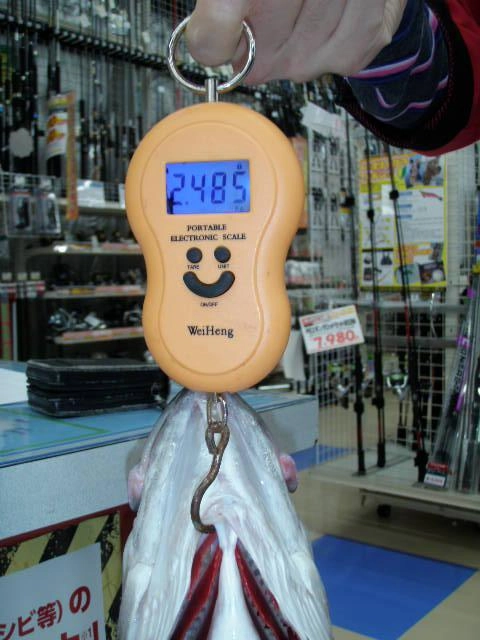 2.485
PORTABLE
ELECTRONIC SCALE
TARE
UNIT
ON/OFF
WeiHeng
7,980
シビ等)の